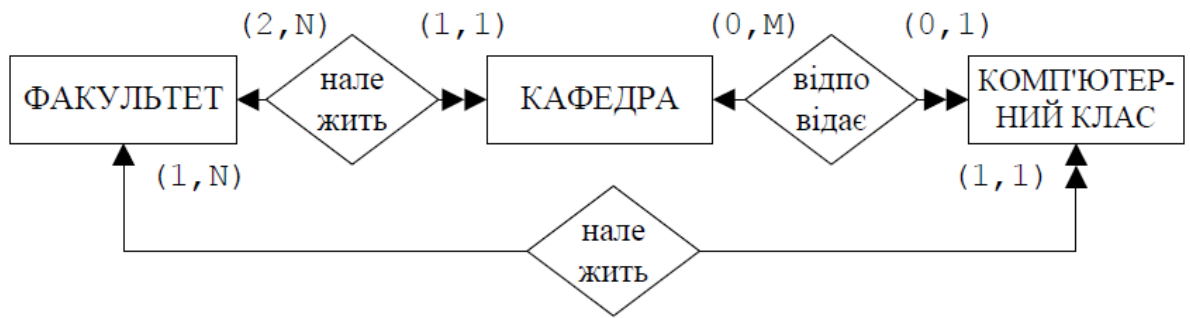 (2,N)
(1,1)
(0,M)
(0,1)
ФАКУЛЬТЕТ
нале
жить
КАФЕДРА
відпо
відає
КОМП'ЮТЕР-
НИЙ КЛАС
(1,N)
(1,1)
нале
жить